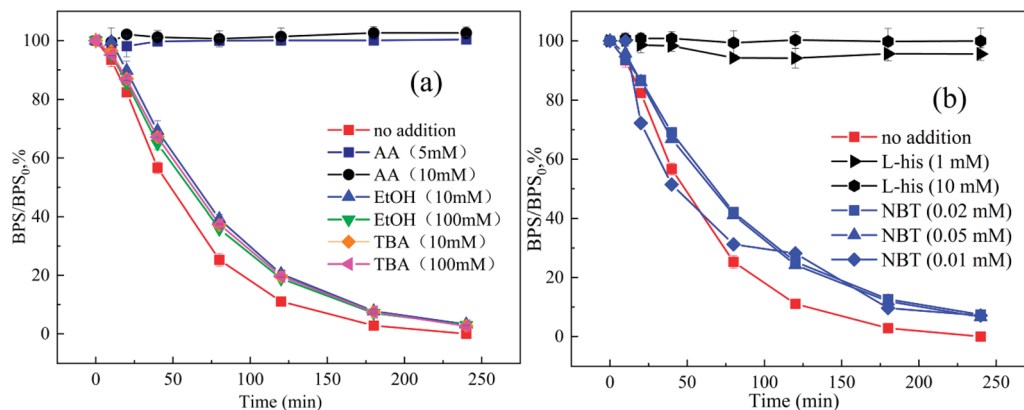 (a)
100
80
60
40
20
0
BPS/BPS₀,%
no addition
AA（5mM）
AA（10mM）
EtOH（10mM）
EtOH（100mM）
TBA（10mM）
TBA（100mM）
0 50 100 150 200 250
Time (min)
(b)
100
80
60
40
20
0
BPS/BPS₀,%
no addition
L-his (1 mM)
L-his (10 mM)
NBT (0.02 mM)
NBT (0.05 mM)
NBT (0.01 mM)
0 50 100 150 200 250
Time (min)